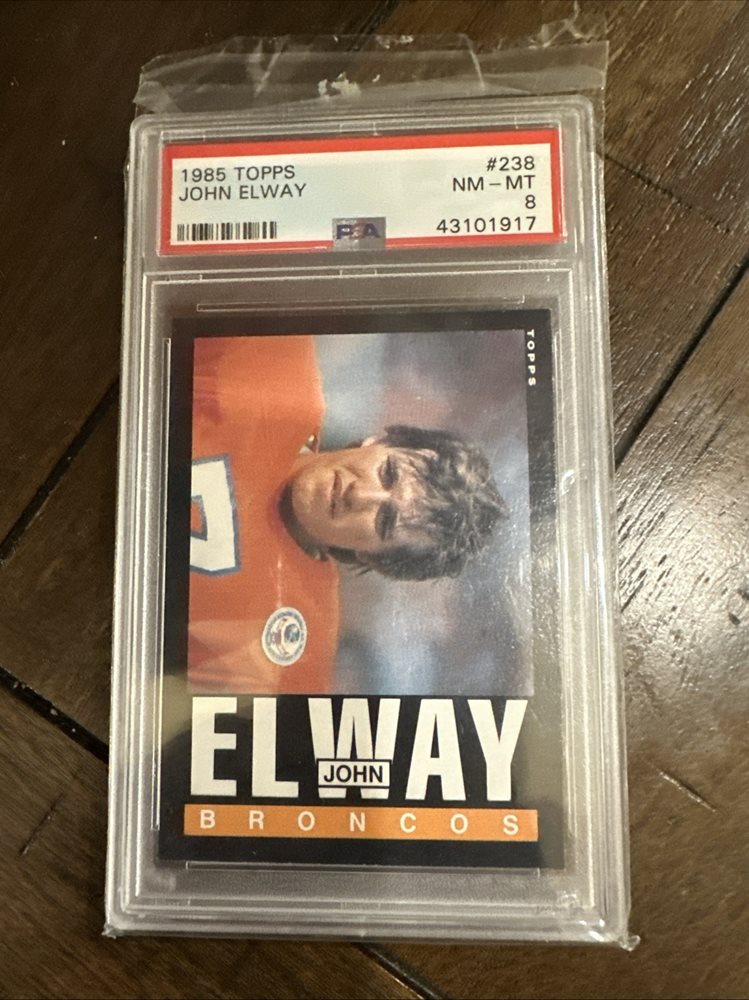 1985 TOPPS #238
JOHN ELWAY NM – MT
8
PSA 43101917
TOPPS
ELWAY
JOHN
BRONCOS